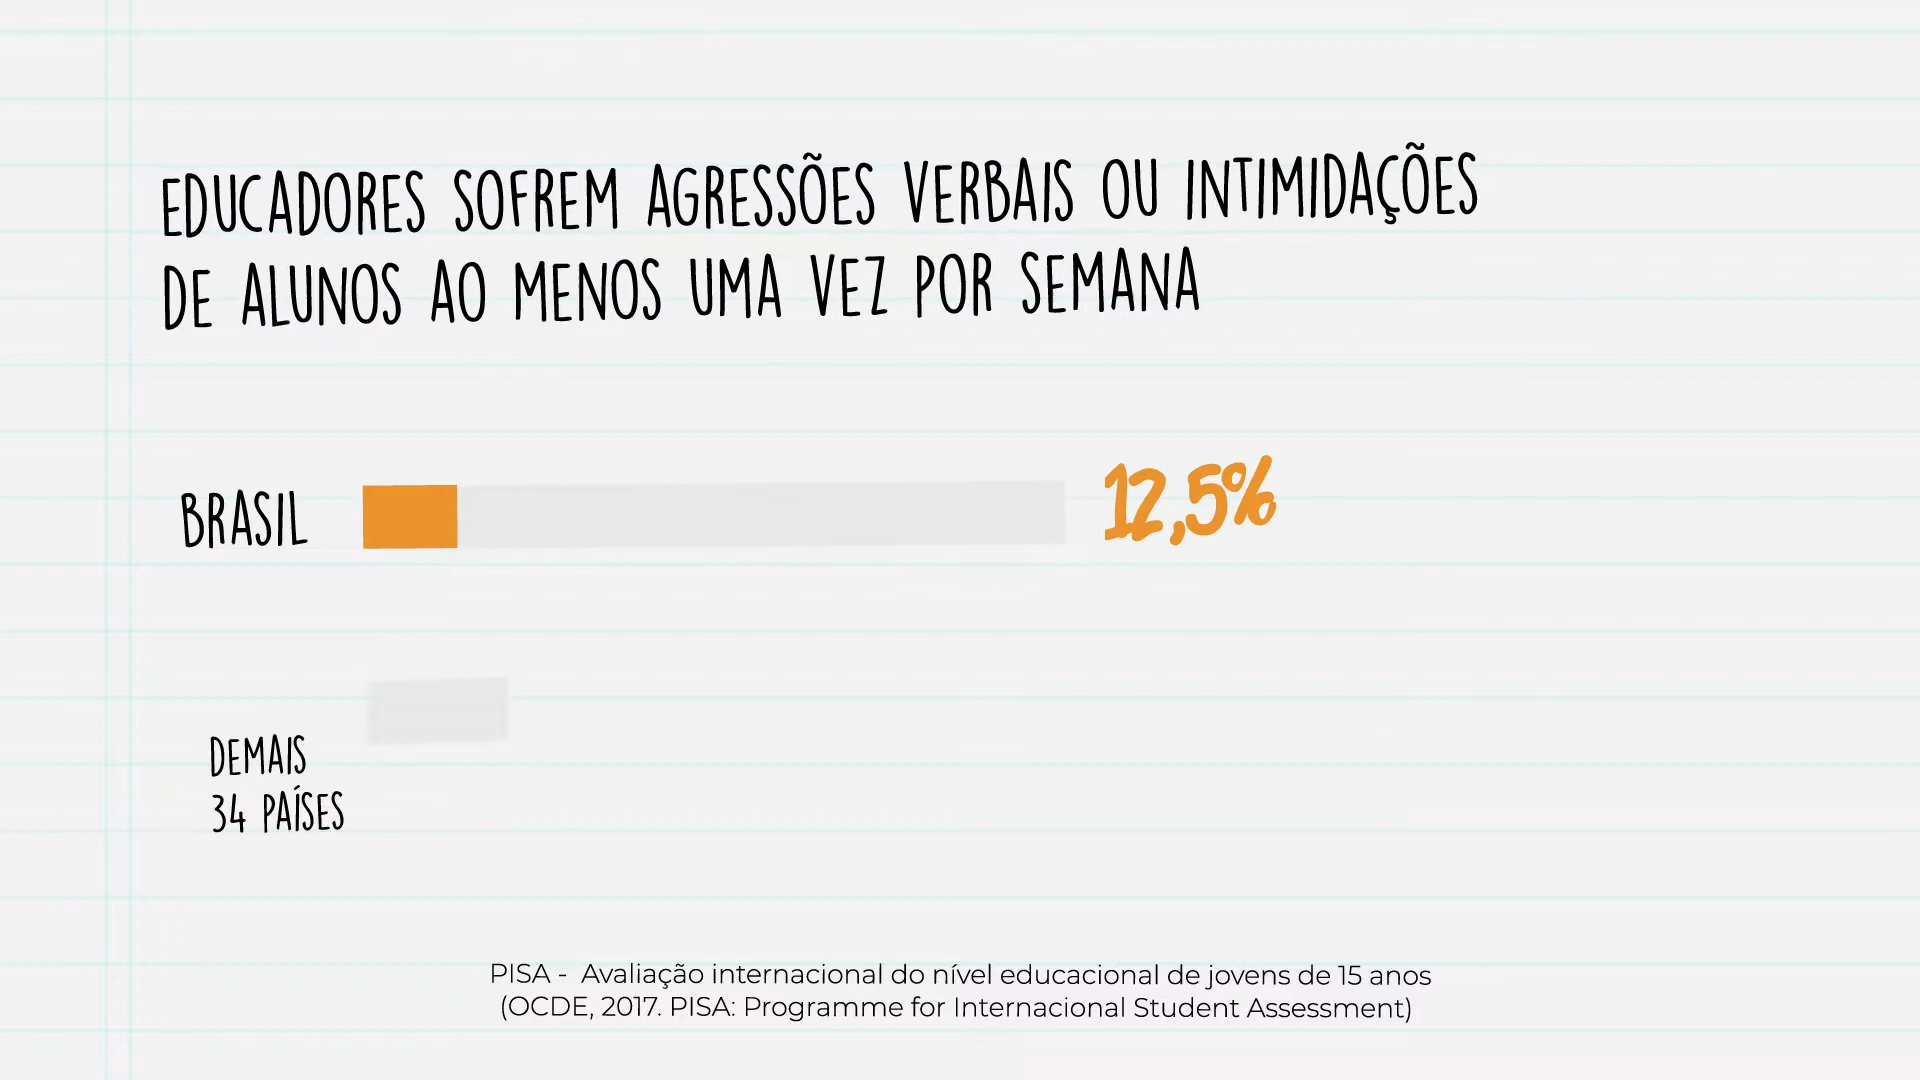 EDUCADORES SOFREM AGRESSÕES VERBAIS OU INTIMIDAÇÕES
DE ALUNOS AO MENOS UMA VEZ POR SEMANA
BRASIL
12,5%
DEMAIS
34 PAÍSES
PISA - Avaliação internacional do nível educacional de jovens de 15 anos
(OCDE, 2017. PISA: Programme for Internacional Student Assessment)